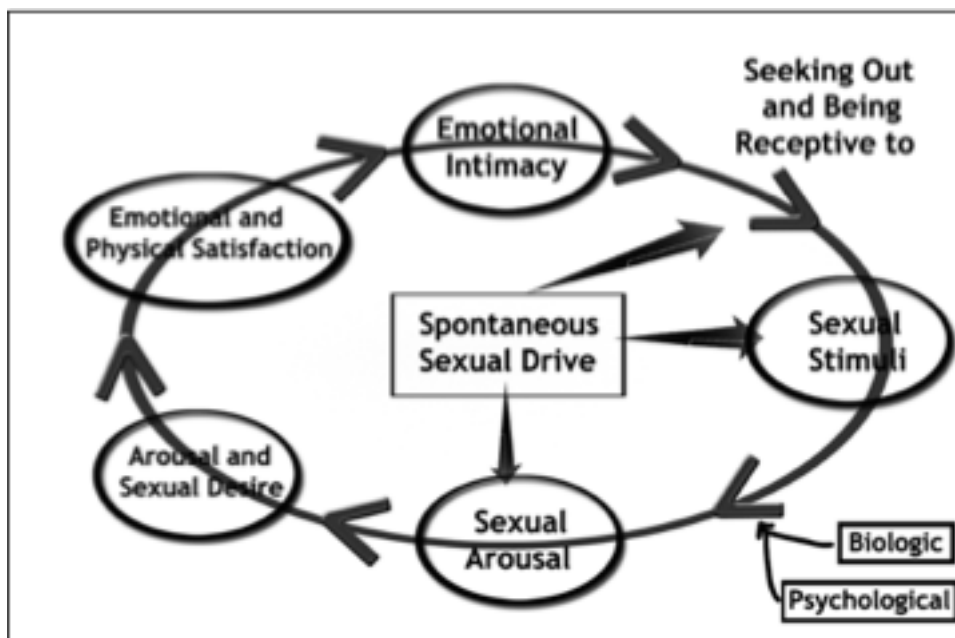 Seeking Out
and Being
Receptive to
Emotional
Intimacy
Emotional and
Physical Satisfaction
Spontaneous
Sexual Drive
Sexual
Stimuli
Arousal and
Sexual Desire
Sexual
Arousal
Biologic
Psychological